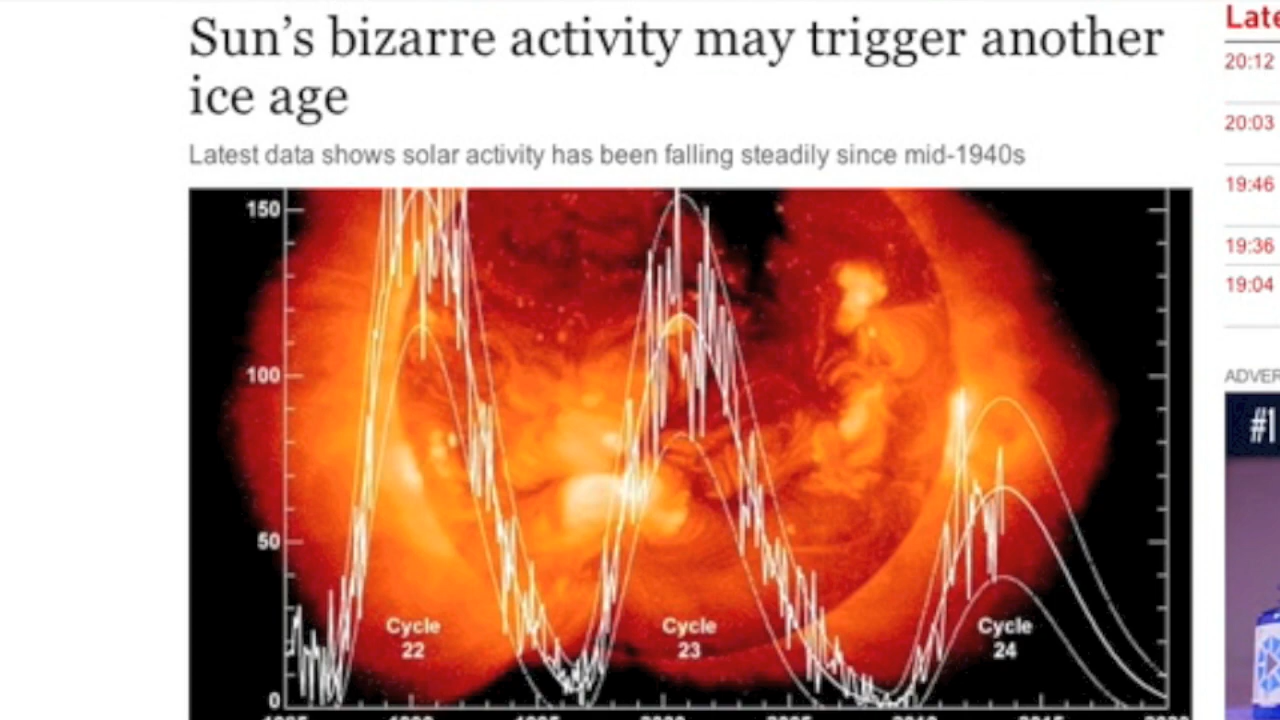 Sun’s bizarre activity may trigger another
ice age
Latest data shows solar activity has been falling steadily since mid-1940s
150
100
50
0
Cycle
22
Cycle
23
Cycle
24
20:12
20:03
19:46
19:36
19:04
#